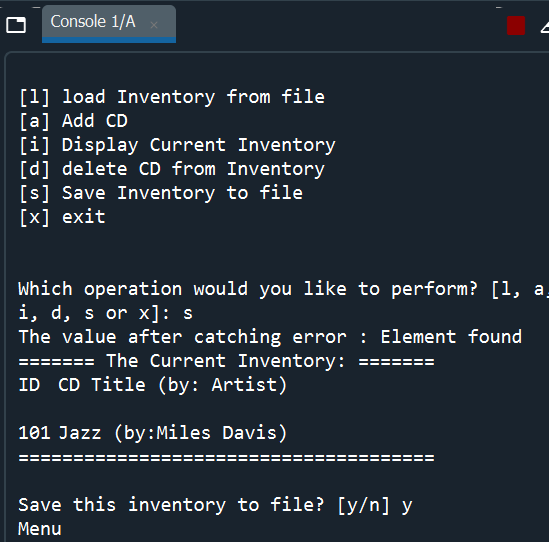 Console 1/A
[l] load Inventory from file
[a] Add CD
[i] Display Current Inventory
[d] delete CD from Inventory
[s] Save Inventory to file
[x] exit
Which operation would you like to perform? [l, a,
i, d, s or x]: s
The value after catching error : Element found
======= The Current Inventory: =======
ID CD Title (by: Artist)
101 Jazz (by:Miles Davis)
======================================
Save this inventory to file? [y/n] y
Menu